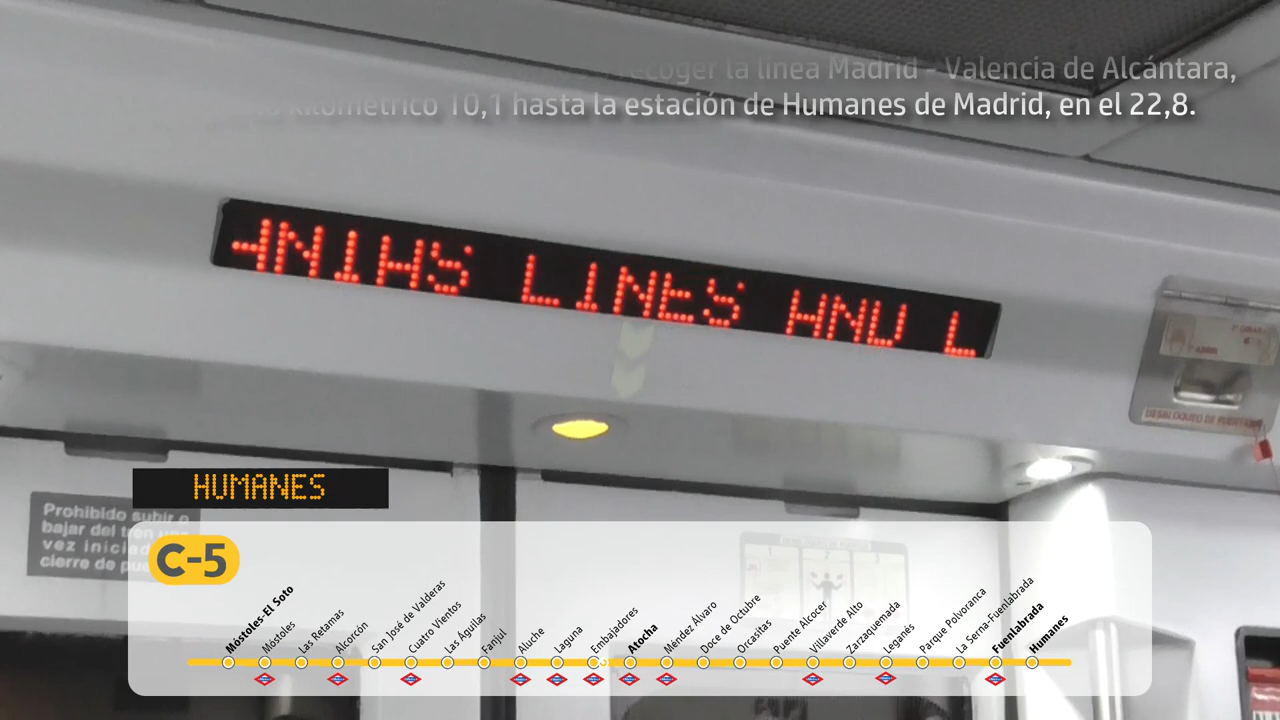 recoger la línea Madrid - Valencia de Alcántara,
kilométrico 10,1 hasta la estación de Humanes de Madrid, en el 22,8.
LINES
DESBLOQUEO DE PUERTAS
HUMANES
Prohibido subir o
bajar del tren una
vez inicia
cierre de pue
C-5
Móstoles-El Soto
Móstoles
Las Retamas
Alcorcón
San José de Valderas
Cuatro Vientos
Las Águilas
Fanjul
Aluche
Laguna
Embajadores
Atocha
Méndez Álvaro
Doce de Octubre
Orcasitas
Puente Alcocer
Villaverde Alto
Zarzaquemada
Leganés
Parque Polvoranca
La Serna-Fuenlabrada
Fuenlabrada
Humanes